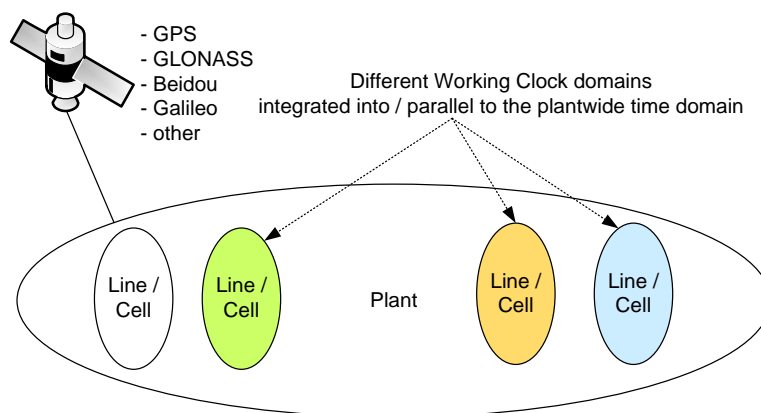 - GPS
- GLONASS
- Beidou
- Galileo
- other
Different Working Clock domains
integrated into / parallel to the plantwide time domain
Line /
Cell
Line /
Cell
Plant
Line /
Cell
Line /
Cell